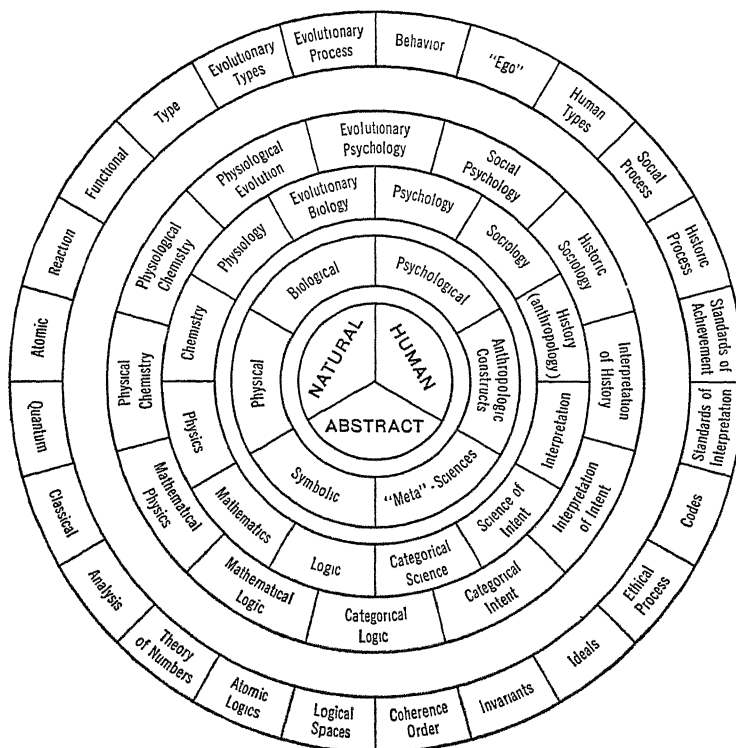 Behavior
"Ego"
Human
Types
Social
Process
Historic
Process
Standards of
Achievement
Standards of
Interpretation
Codes
Ethical
Process
Ideals
Invariants
Coherence
Order
Logical
Spaces
Atomic
Logics
Theory
of Numbers
Analysis
Classical
Quantum
Atomic
Reaction
Functional
Type
Evolutionary
Types
Evolutionary
Process
Evolutionary
Psychology
Social
Psychology
Historic
Sociology
Interpretation
of History
Interpretation
of Intent
Categorical
Intent
Categorical
Logic
Mathematical
Logic
Mathematical
Physics
Physical
Chemistry
Physiological
Chemistry
Physiological
Evolution
Evolutionary
Biology
Psychology
Sociology
History
(anthropology)
Interpretation
Science of
Intent
Categorical
Science
Logic
Mathematics
Physics
Chemistry
Physiology
Biological
Psychological
Anthropologic
Constructs
"Meta"-Sciences
Symbolic
Physical
NATURAL
HUMAN
ABSTRACT